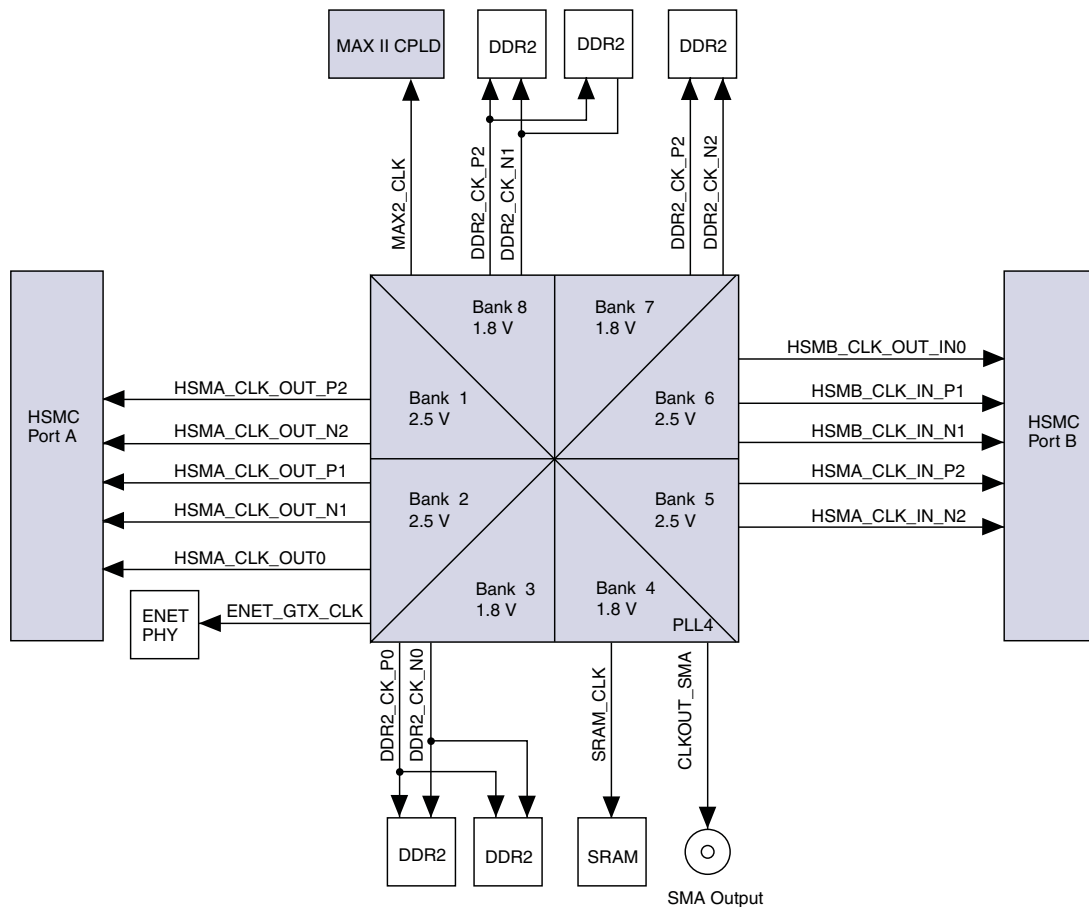 MAX II CPLD
DDR2
DDR2
DDR2
MAX2_CLK
DDR2_CK_P2
DDR2_CK_N1
DDR2_CK_P2
DDR2_CK_N2
Bank 8
1.8 V
Bank 7
1.8 V
Bank 1
2.5 V
Bank 6
2.5 V
Bank 2
2.5 V
Bank 5
2.5 V
Bank 3
1.8 V
Bank 4
1.8 V
PLL4
HSMC
Port A
HSMA_CLK_OUT_P2
HSMA_CLK_OUT_N2
HSMA_CLK_OUT_P1
HSMA_CLK_OUT_N1
HSMA_CLK_OUT0
ENET
PHY
ENET_GTX_CLK
HSMB_CLK_OUT_IN0
HSMB_CLK_IN_P1
HSMB_CLK_IN_N1
HSMA_CLK_IN_P2
HSMA_CLK_IN_N2
HSMC
Port B
DDR2_CK_P0
DDR2_CK_N0
SRAM_CLK
CLKOUT_SMA
DDR2
DDR2
SRAM
SMA Output